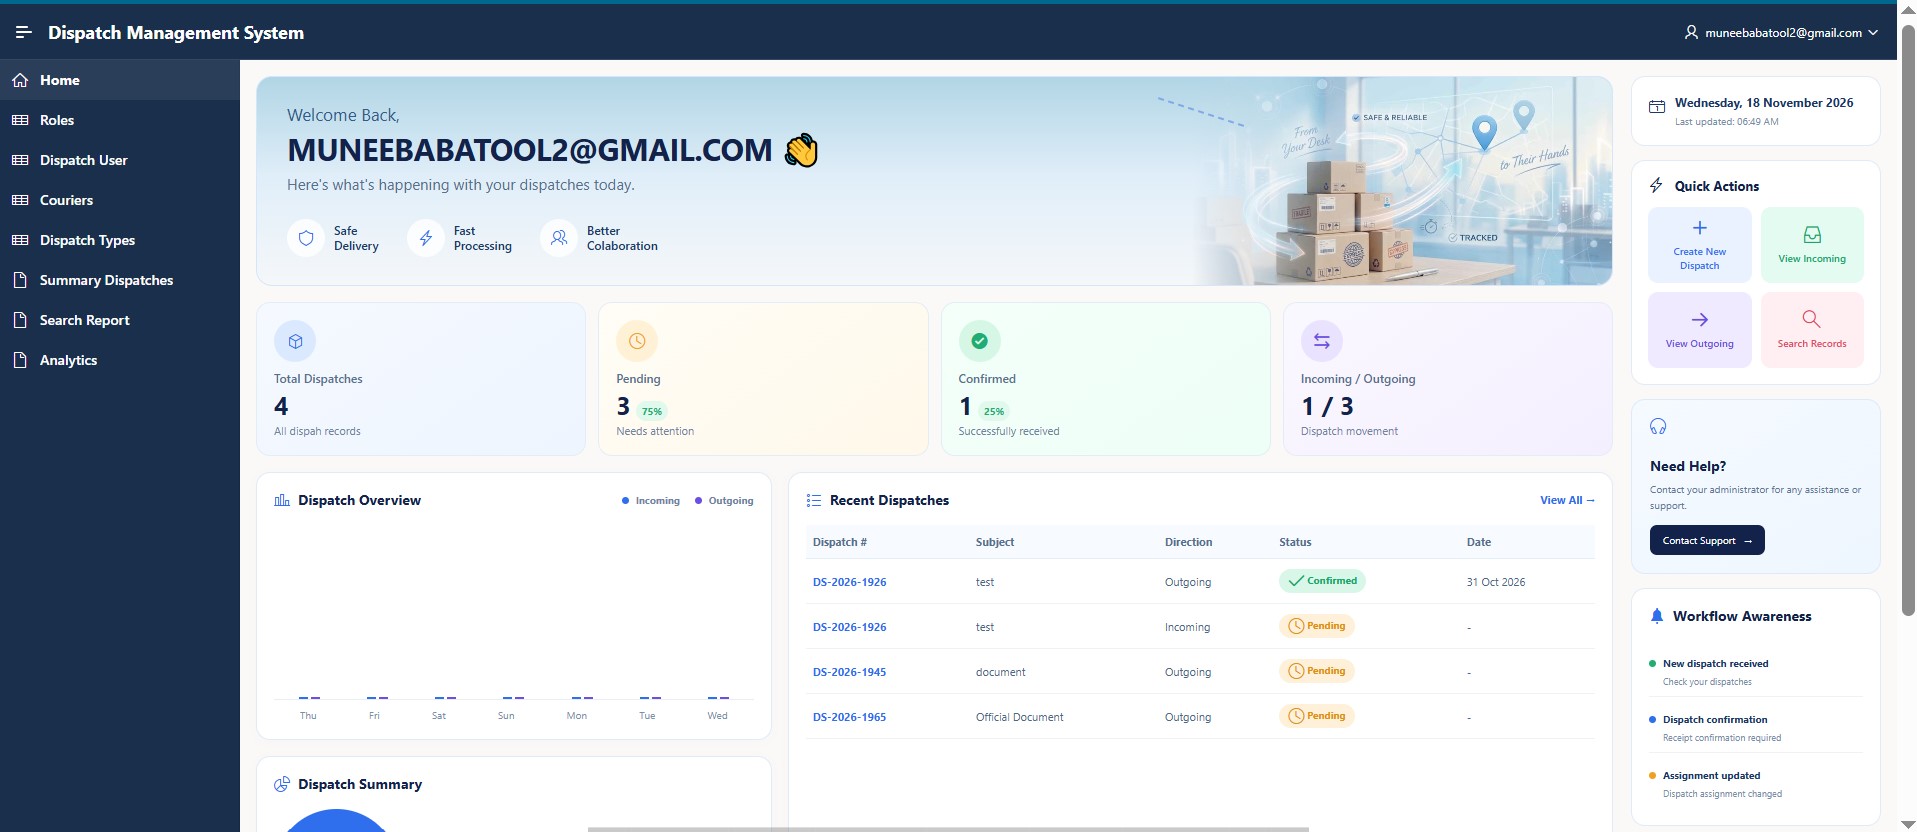 Dispatch Management System
muneebabatool2@gmail.com
Home
Roles
Dispatch User
Couriers
Dispatch Types
Summary Dispatches
Search Report
Analytics
Welcome Back,
MUNEEBABATOOL2@GMAIL.COM 👋
Here's what's happening with your dispatches today.
Safe
Delivery
Fast
Processing
Better
Colaboration
From
Your Desk
SAFE & RELIABLE
to Their Hands
TRACKED
FRAGILE
Total Dispatches
4
All dispah records
Pending
3 75%
Needs attention
Confirmed
1 25%
Successfully received
Incoming / Outgoing
1 / 3
Dispatch movement
Dispatch Overview
Incoming Outgoing
Thu Fri Sat Sun Mon Tue Wed
Dispatch Summary
Recent Dispatches
View All →
Dispatch # Subject Direction Status Date
DS-2026-1926 test Outgoing Confirmed 31 Oct 2026
DS-2026-1926 test Incoming Pending -
DS-2026-1945 document Outgoing Pending -
DS-2026-1965 Official Document Outgoing Pending -
Wednesday, 18 November 2026
Last updated: 06:49 AM
Quick Actions
Create New
Dispatch
View Incoming
View Outgoing
Search Records
Need Help?
Contact your administrator for any assistance or
support.
Contact Support →
Workflow Awareness
New dispatch received
Check your dispatches
Dispatch confirmation
Receipt confirmation required
Assignment updated
Dispatch assignment changed